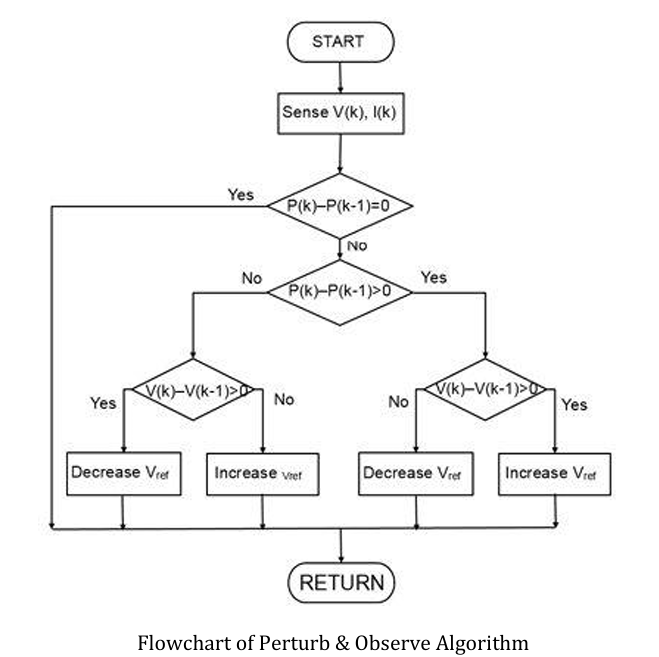 START
Sense V(k), I(k)
Yes
P(k)–P(k-1)=0
No
No
P(k)–P(k-1)>0
Yes
V(k)–V(k-1)>0
V(k)–V(k-1)>0
Yes
No
No
Yes
Decrease Vref
Increase Vref
Decrease Vref
Increase Vref
RETURN
Flowchart of Perturb & Observe Algorithm